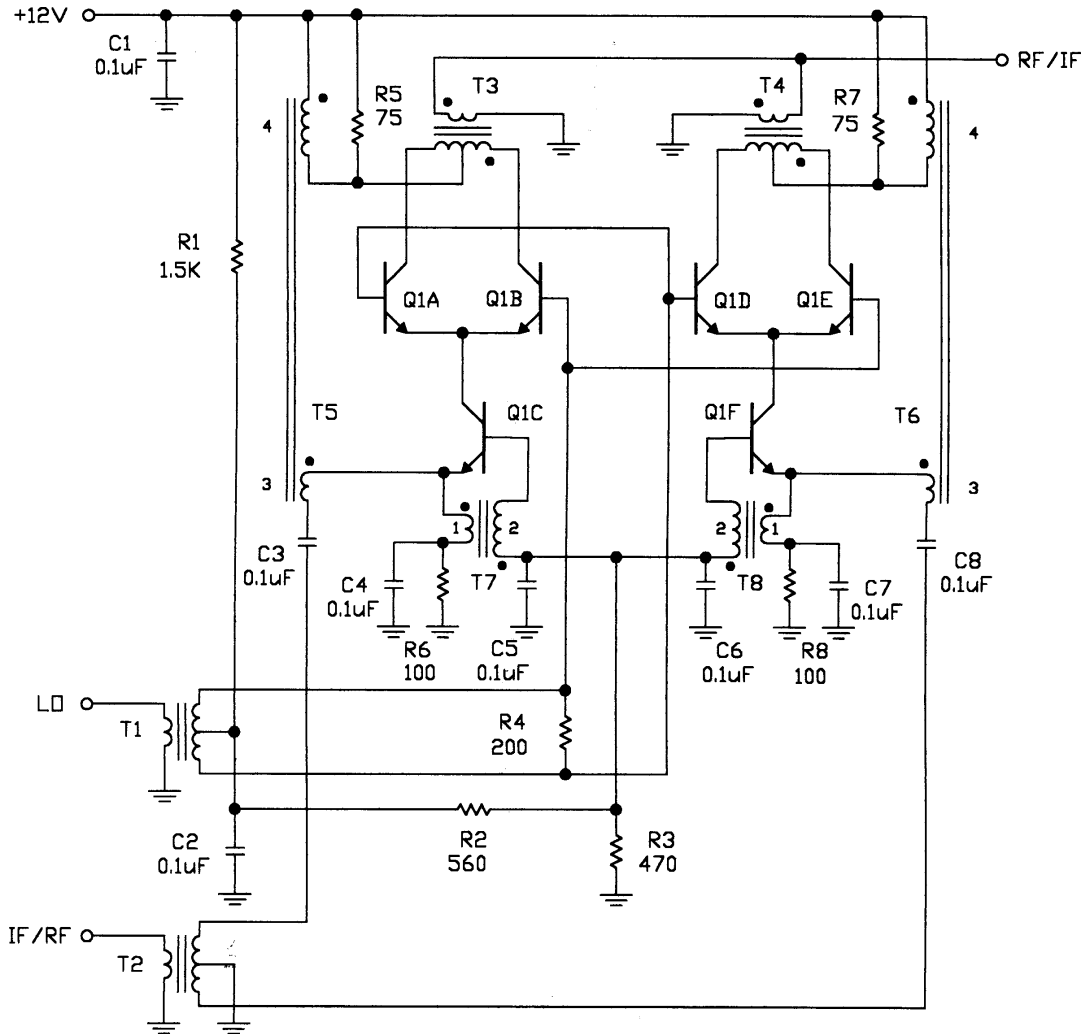 +12V
C1
0.1uF
RF/IF
T3
T4
R5
75
R7
75
4
4
R1
1.5K
Q1A
Q1B
Q1D
Q1E
Q1C
Q1F
T5
T6
3
3
1
2
2
1
C3
0.1uF
C4
0.1uF
T7
T8
C7
0.1uF
C8
0.1uF
R6
100
C5
0.1uF
C6
0.1uF
R8
100
LO
T1
R4
200
C2
0.1uF
R2
560
R3
470
IF/RF
T2